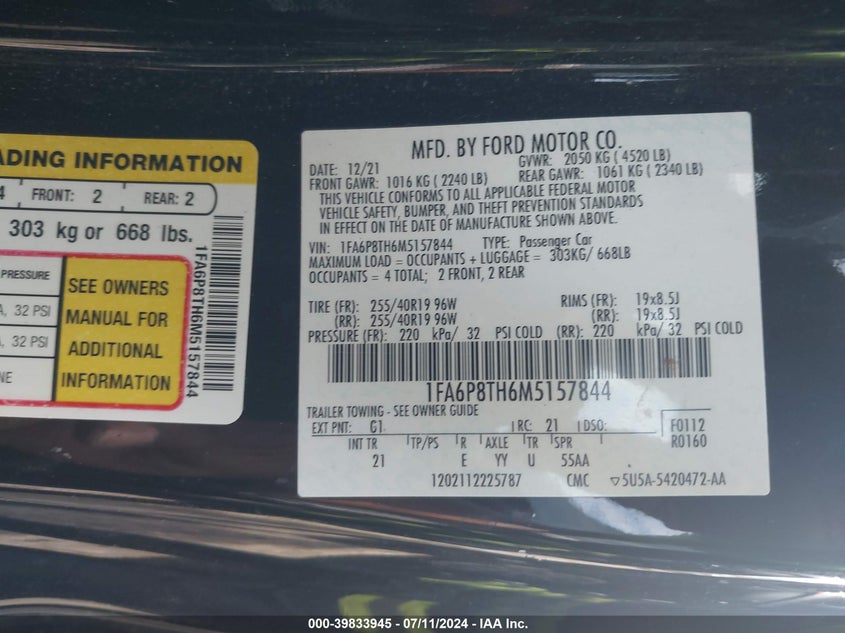 ADING INFORMATION
4 FRONT: 2 REAR: 2
303 kg or 668 lbs.
PRESSURE
, 32 PSI
, 32 PSI
NE
SEE OWNERS
MANUAL FOR
ADDITIONAL
INFORMATION
1FA6P8TH6M5157844
MFD. BY FORD MOTOR CO.
DATE: 12/21 GVWR: 2050 KG ( 4520 LB)
FRONT GAWR: 1016 KG ( 2240 LB) REAR GAWR: 1061 KG ( 2340 LB)
THIS VEHICLE CONFORMS TO ALL APPLICABLE FEDERAL MOTOR
VEHICLE SAFETY, BUMPER, AND THEFT PREVENTION STANDARDS
IN EFFECT ON THE DATE OF MANUFACTURE SHOWN ABOVE.
VIN: 1FA6P8TH6M5157844 TYPE: Passenger Car
MAXIMUM LOAD = OCCUPANTS + LUGGAGE = 303KG/ 668LB
OCCUPANTS = 4 TOTAL; 2 FRONT, 2 REAR
TIRE (FR): 255/40R19 96W RIMS (FR): 19x8.5J
(RR): 255/40R19 96W (RR): 19x8.5J
PRESSURE (FR): 220 kPa/ 32 PSI COLD (RR): 220 kPa/ 32 PSI COLD
1FA6P8TH6M5157844
TRAILER TOWING - SEE OWNER GUIDE
EXT PNT: G1 RC: 21 DSO: F0112
INT TR TP/PS R AXLE TR SPR R0160
21 E YY U 55AA
1202112225787 CMC ▽5U5A-5420472-AA
000-39833945 - 07/11/2024 - IAA Inc.